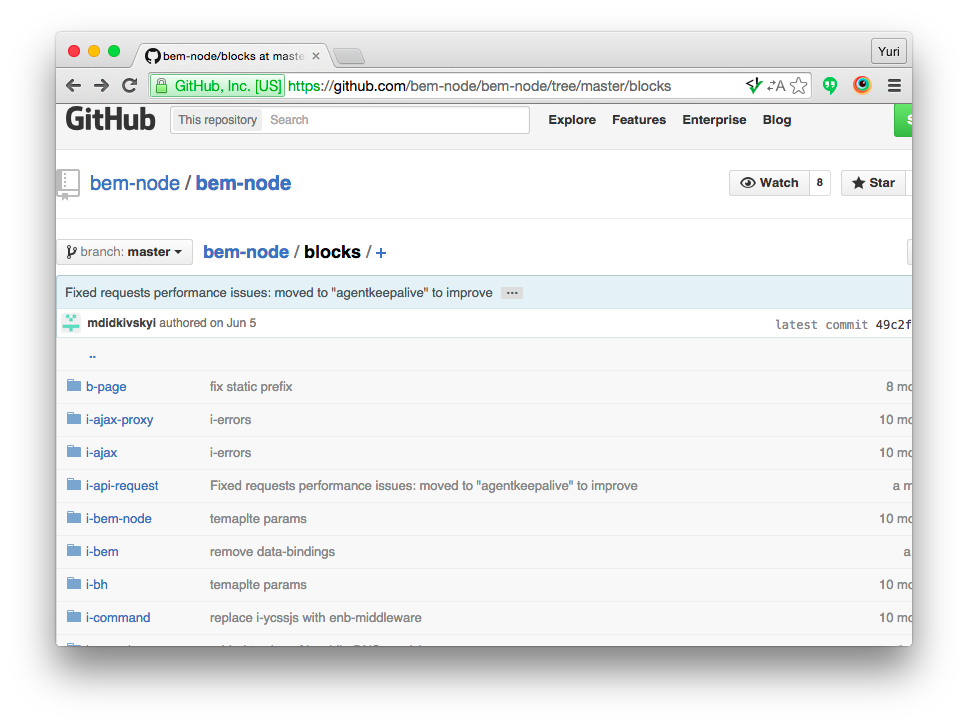 bem-node/blocks at maste
Yuri
GitHub, Inc. [US] https://github.com/bem-node/bem-node/tree/master/blocks
GitHub This repository Search Explore Features Enterprise Blog S
bem-node / bem-node Watch 8 Star
branch: master bem-node / blocks / +
Fixed requests performance issues: moved to "agentkeepalive" to improve ...
mdidkivskyi authored on Jun 5 latest commit 49c2f
..
b-page fix static prefix 8 mo
i-ajax-proxy i-errors 10 mo
i-ajax i-errors 10 mo
i-api-request Fixed requests performance issues: moved to "agentkeepalive" to improve a m
i-bem-node temaplte params 10 mo
i-bem remove data-bindings a
i-bh temaplte params 10 mo
i-command replace i-ycssjs with enb-middleware 10 mo